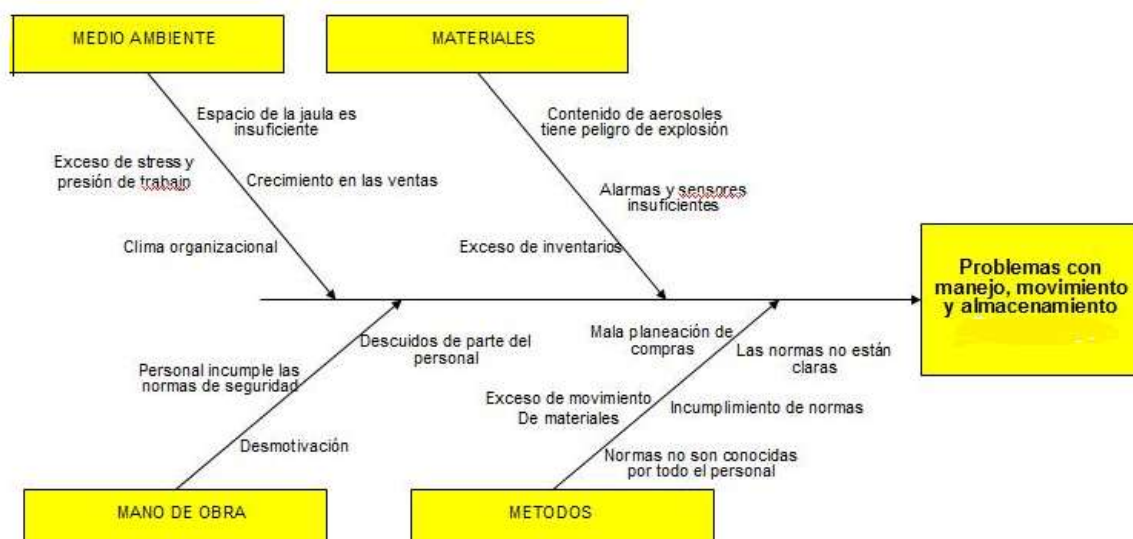 MEDIO AMBIENTE
MATERIALES
Espacio de la jaula es
insuficiente
Exceso de stress y
presión de trabajo
Crecimiento en las ventas
Clima organizacional
Contenido de aerosoles
tiene peligro de explosión
Alarmas y sensores
insuficientes
Exceso de inventarios
Problemas con
manejo, movimiento
y almacenamiento
Descuidos de parte del
personal
Personal incumple las
normas de seguridad
Desmotivación
Mala planeación de
compras
Las normas no están
claras
Exceso de movimiento
De materiales
Incumplimiento de normas
Normas no son conocidas
por todo el personal
MANO DE OBRA
METODOS